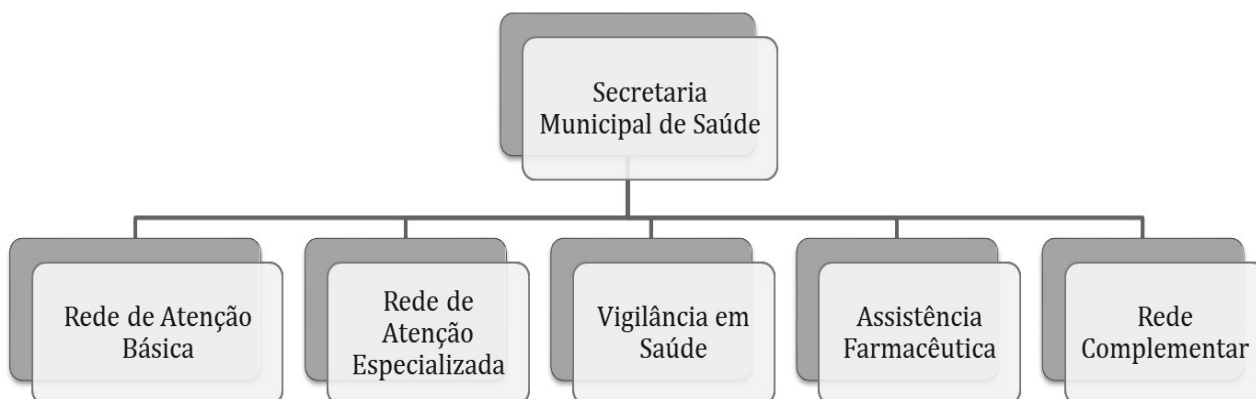 Secretaria
Municipal de Saúde
Rede de Atenção
Básica
Rede de
Atenção
Especializada
Vigilância em
Saúde
Assistência
Farmacêutica
Rede
Complementar